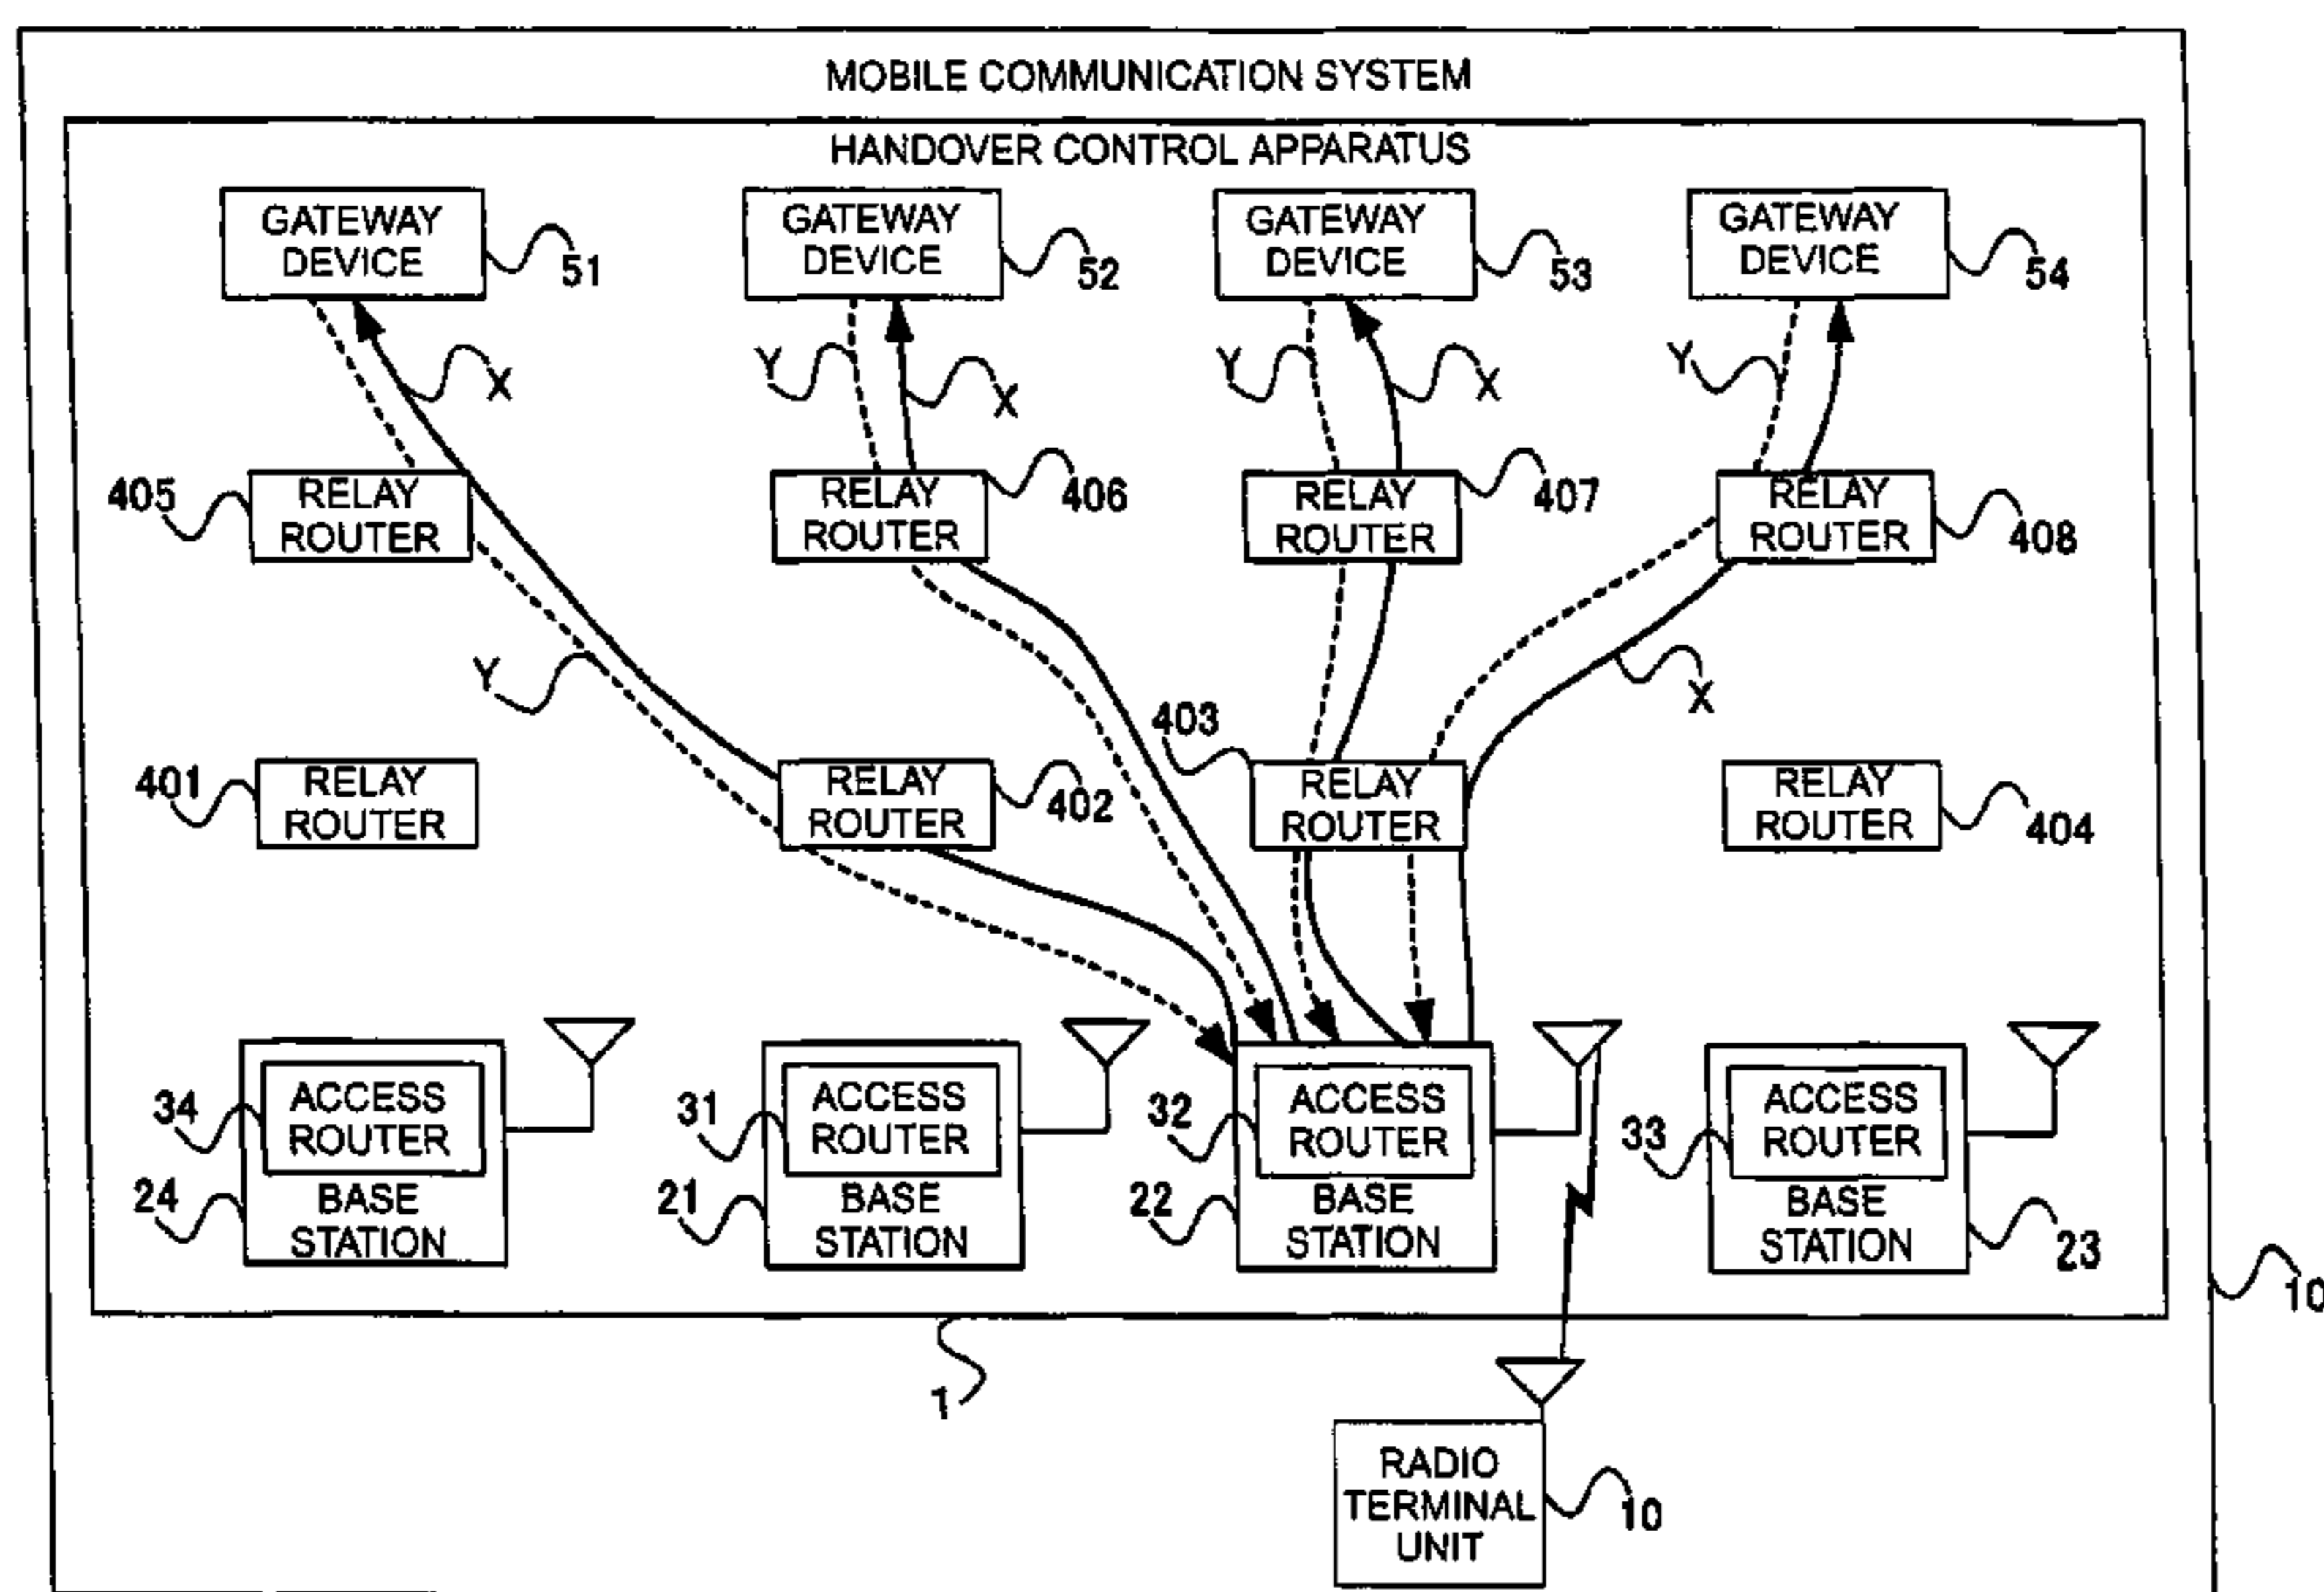 MOBILE COMMUNICATION SYSTEM
HANDOVER CONTROL APPARATUS
GATEWAY
DEVICE
51
GATEWAY
DEVICE
52
GATEWAY
DEVICE
53
GATEWAY
DEVICE
54
X
Y
X
Y
X
Y
405
RELAY
ROUTER
RELAY
ROUTER
406
RELAY
ROUTER
407
RELAY
ROUTER
408
Y
X
401
RELAY
ROUTER
RELAY
ROUTER
402
403
RELAY
ROUTER
RELAY
ROUTER
404
34
ACCESS
ROUTER
24
BASE
STATION
31
ACCESS
ROUTER
21
BASE
STATION
32
ACCESS
ROUTER
22
BASE
STATION
33
ACCESS
ROUTER
BASE
STATION
23
10
1
RADIO
TERMINAL
UNIT
10